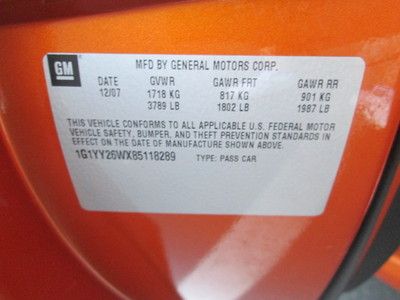 GM
MFD BY GENERAL MOTORS CORP.
DATE GVWR GAWR FRT GAWR RR
12/07 1718 KG 817 KG 901 KG
3789 LB 1802 LB 1987 LB
THIS VEHICLE CONFORMS TO ALL APPLICABLE U.S. FEDERAL MOTOR
VEHICLE SAFETY, BUMPER, AND THEFT PREVENTION STANDARDS IN
EFFECT ON THE DATE OF MANUFACTURE SHOWN ABOVE.
1G1YY26WX85118289 TYPE: PASS CAR